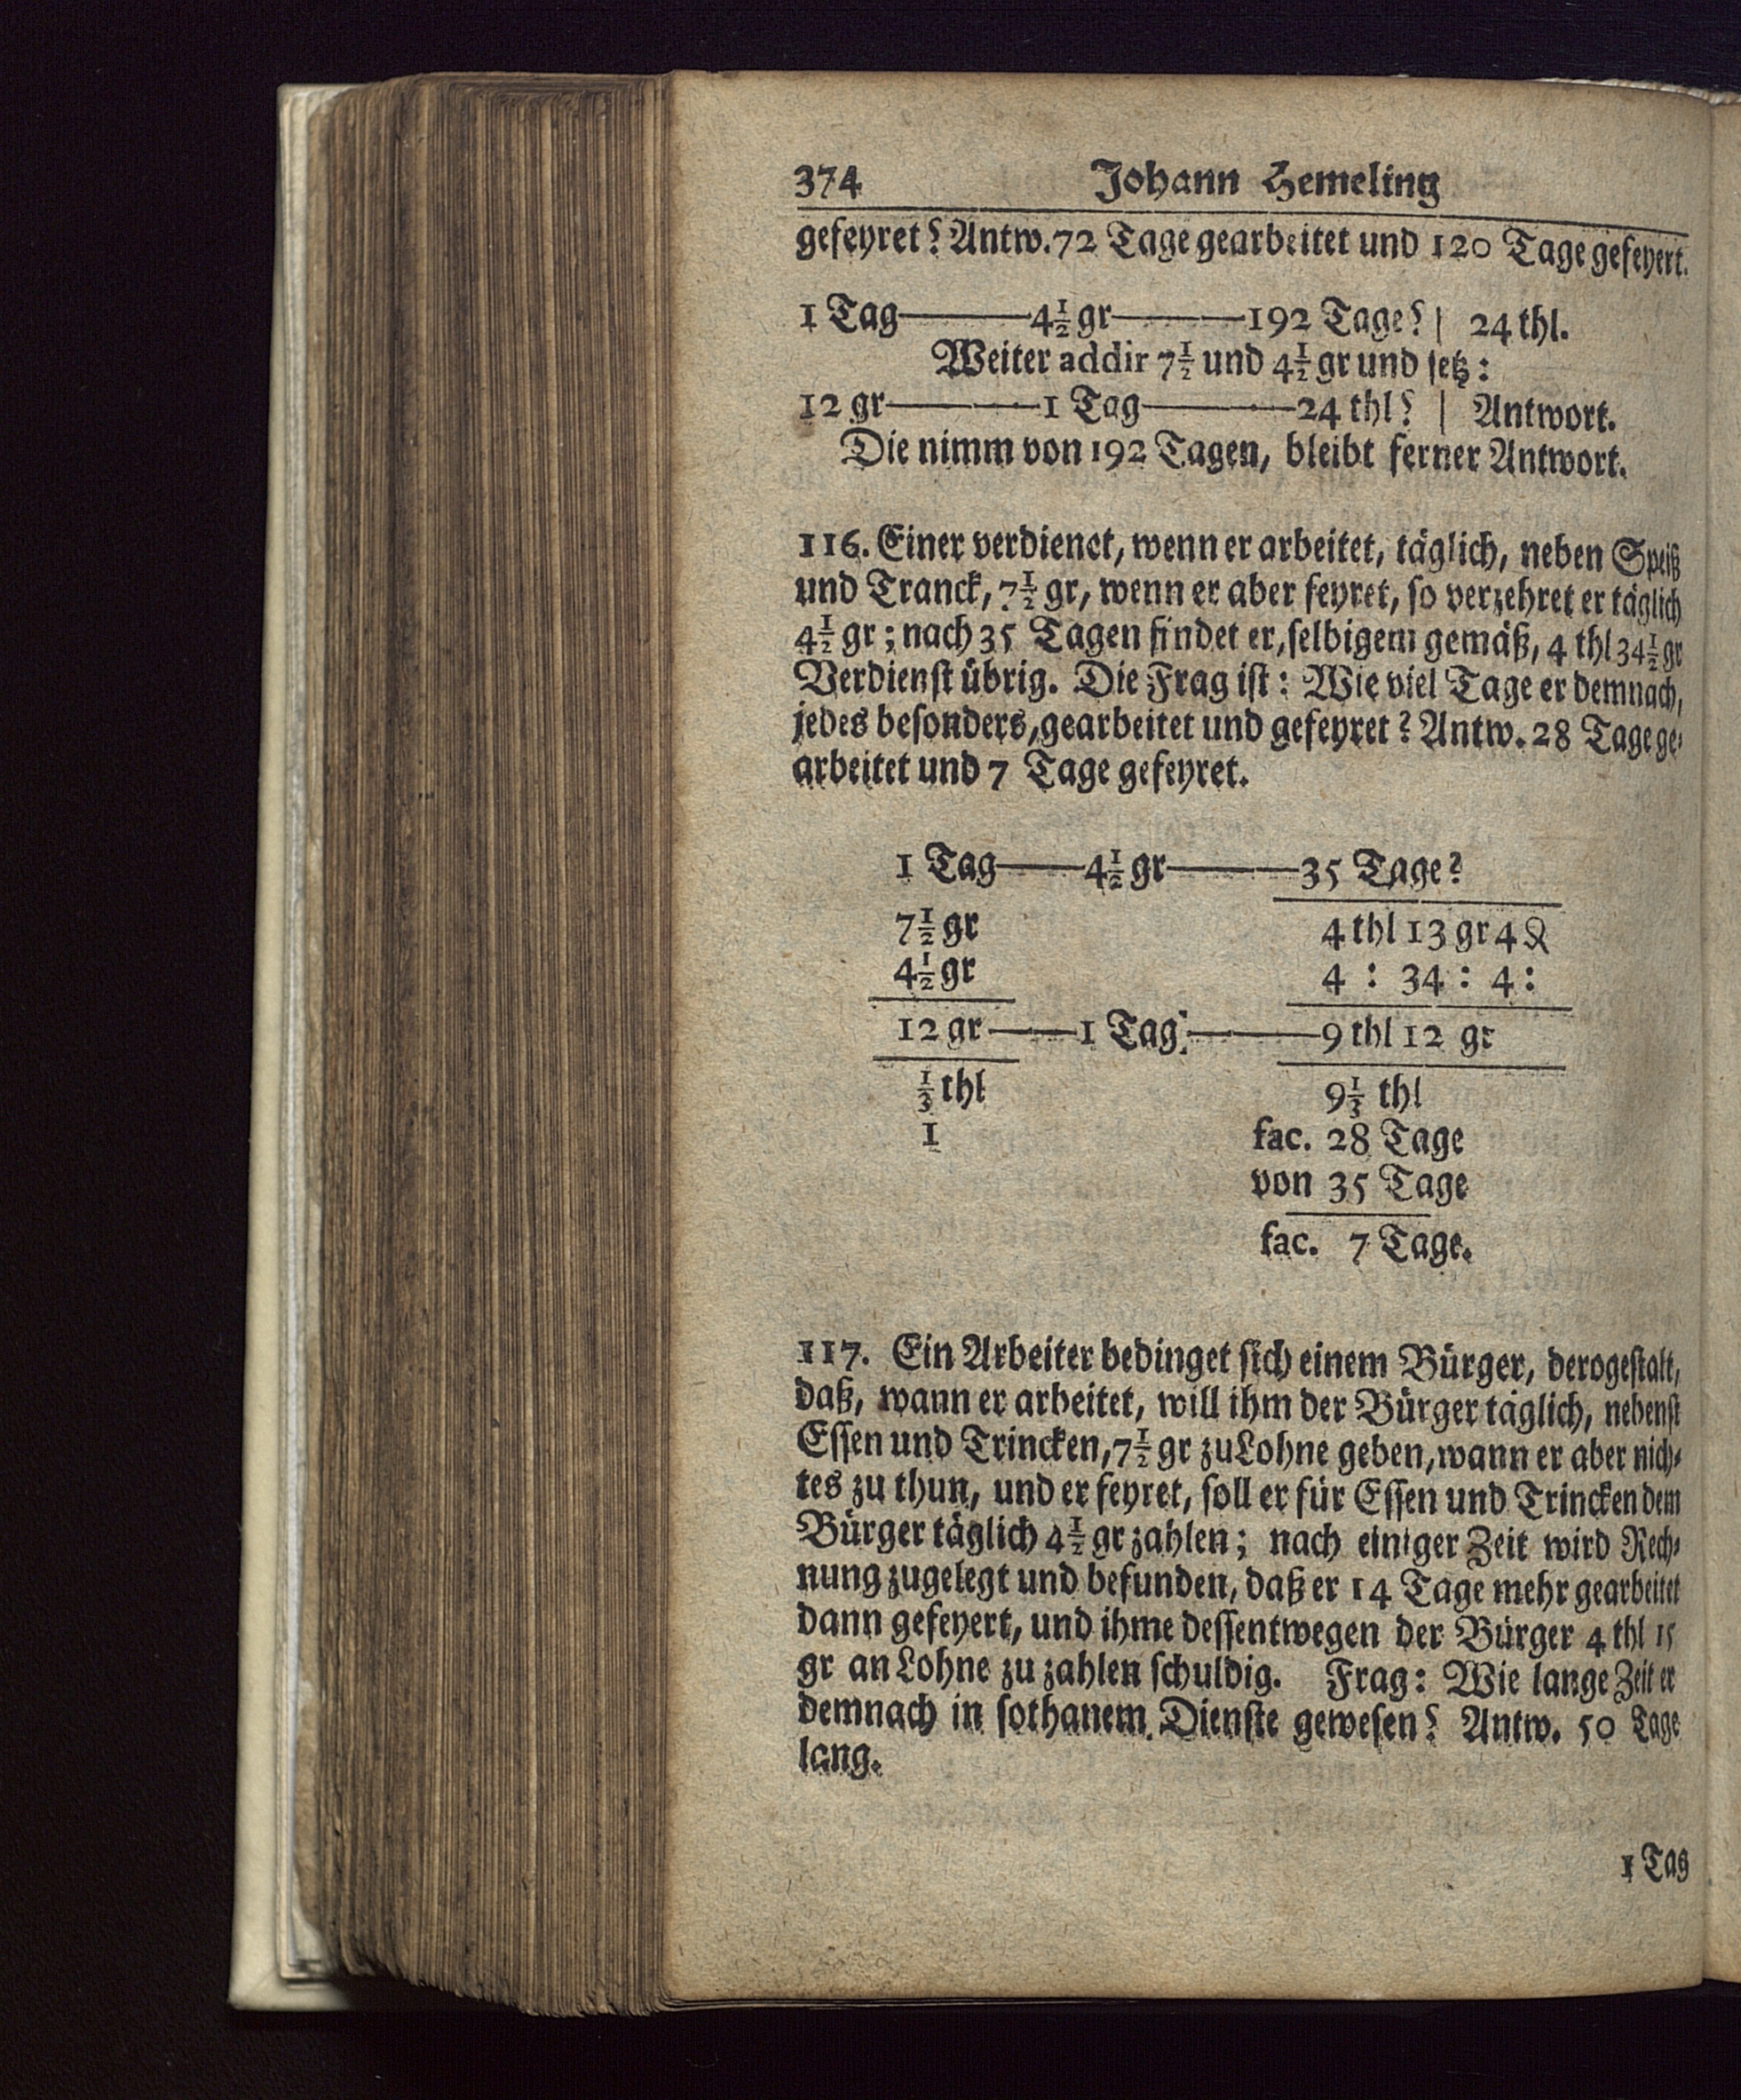 374 Johann Hemeling
gefeyret? Antw. 72 Tage gearbeitet und 120 Tage gefeyert.
1 Tag——4½ gr——192 Tage? | 24 thl.
Weiter addir 7½ und 4½ gr und setz:
12 gr——1 Tag——24 thl? | Antwort.
Die nimm von 192 Tagen, bleibt ferner Antwort.
116. Einer verdienet, wenn er arbeitet, täglich, neben Speiß
und Tranck, 7½ gr, wenn er aber feyret, so verzehret er täglich
4½ gr; nach 35 Tagen findet er, selbigem gemäß, 4 thl 34½ gr
Verdienst übrig. Die Frag ist: Wie viel Tage er demnach,
jedes besonders, gearbeitet und gefeyret? Antw. 28 Tage ge-
arbeitet und 7 Tage gefeyret.
1 Tag——4½ gr——35 Tage?
7½ gr 4 thl 13 gr 4 ₰
4½ gr 4 : 34 : 4 :
12 gr——1 Tag:——9 thl 12 gr
⅓ thl 9⅓ thl
1 fac. 28 Tage
von 35 Tage
fac. 7 Tage.
117. Ein Arbeiter bedinget sich einem Bürger, derogestalt,
daß, wann er arbeitet, will ihm der Bürger täglich, nebenst
Essen und Trincken, 7½ gr zu Lohne geben, wann er aber nich-
tes zu thun, und er feyret, soll er für Essen und Trincken dem
Bürger täglich 4½ gr zahlen; nach einiger Zeit wird Rech-
nung zugelegt und befunden, daß er 14 Tage mehr gearbeitet
dann gefeyert, und ihme dessentwegen der Bürger 4 thl 15
gr an Lohne zu zahlen schuldig. Frag: Wie lange Zeit er
demnach in sothanem Dienste gewesen? Antw. 50 Tage
lang.
1 Tag